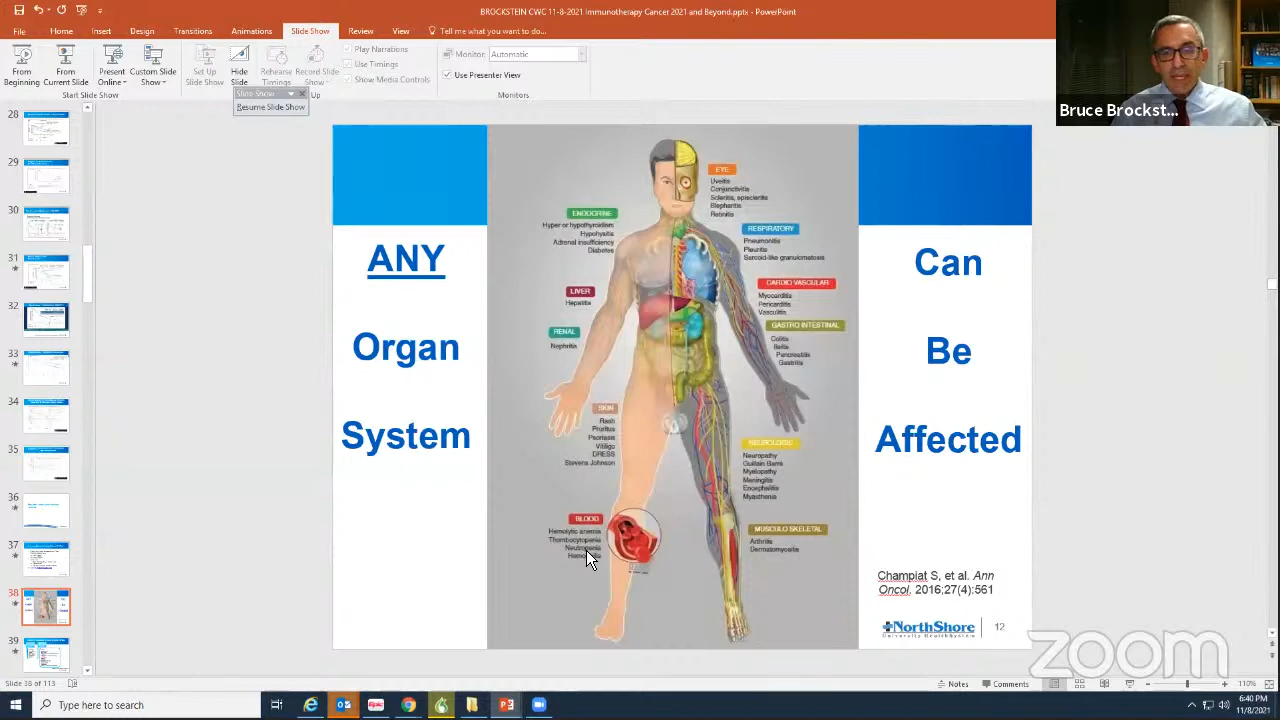 BROCKSTEIN CWC 11-8-2021 Immunotherapy Cancer 2021 and Beyond.pptx - PowerPoint
File Home Insert Design Transitions Animations Slide Show Review View Tell me what you want to do...
From Beginning
From Current Slide
Present Online
Custom Slide Show
Set Up Slide Show
Hide Slide
Rehearse Timings
Record Slide Show
Play Narrations
Use Timings
Show Media Controls
Monitor: Automatic
Use Presenter View
Start Slide Show
Up
Monitors
Slide Show
Resume Slide Show
Bruce Brockst...
29
33
34
38
ANY
Organ
System
ENDOCRINE
Hyper or hypothyroidism
Hypophysitis
Adrenal insufficiency
Diabetes
LIVER
Hepatitis
RENAL
Nephritis
SKIN
Rash
Pruritus
Psoriasis
Vitiligo
DRESS
Stevens Johnson
BLOOD
Hemolytic anemia
Thrombocytopenia
Neutropenia
EYE
Uveitis
Conjunctivitis
Scleritis, episcleritis
Blepharitis
Retinitis
RESPIRATORY
Pneumonitis
Pleuritis
Sarcoid-like granulomatosis
CARDIO VASCULAR
Myocarditis
Pericarditis
Vasculitis
GASTRO INTESTINAL
Colitis
Ileitis
Pancreatitis
Gastritis
NEUROLOGIC
Neuropathy
Guillain Barré
Myelopathy
Meningitis
Encephalitis
Myasthenia
MUSCULO SKELETAL
Arthritis
Dermatomyositis
Can
Be
Affected
Champiat S, et al. Ann
Oncol. 2016;27(4):561
NorthShore
University HealthSystem
12
zoom
Slide 38 of 113
Notes
Comments
110%
Type here to search
Epic
6:40 PM
11/8/2021